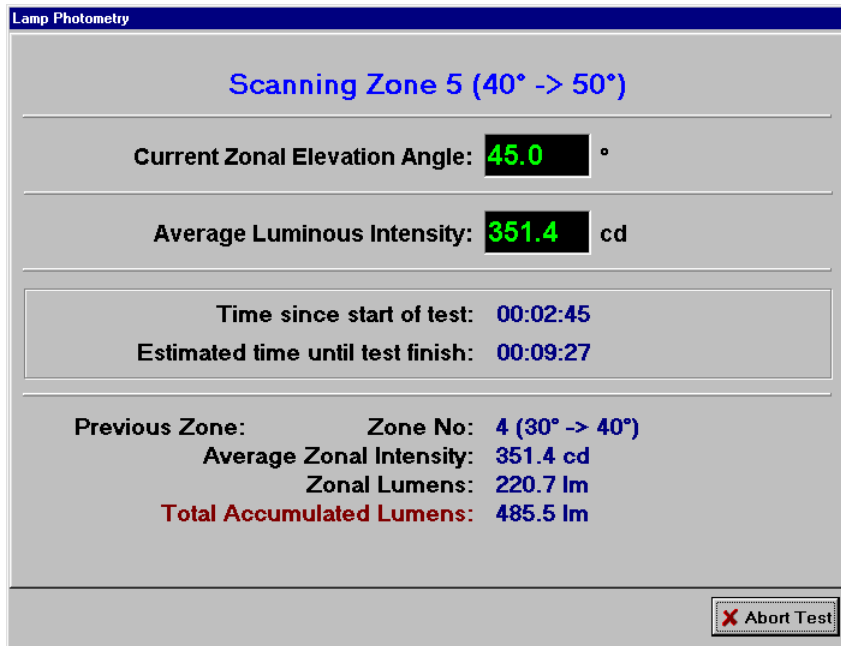 Lamp Photometry
Scanning Zone 5 (40° -> 50°)
Current Zonal Elevation Angle: 45.0 °
Average Luminous Intensity: 351.4 cd
Time since start of test: 00:02:45
Estimated time until test finish: 00:09:27
Previous Zone: Zone No: 4 (30° -> 40°)
Average Zonal Intensity: 351.4 cd
Zonal Lumens: 220.7 lm
Total Accumulated Lumens: 485.5 lm
Abort Test